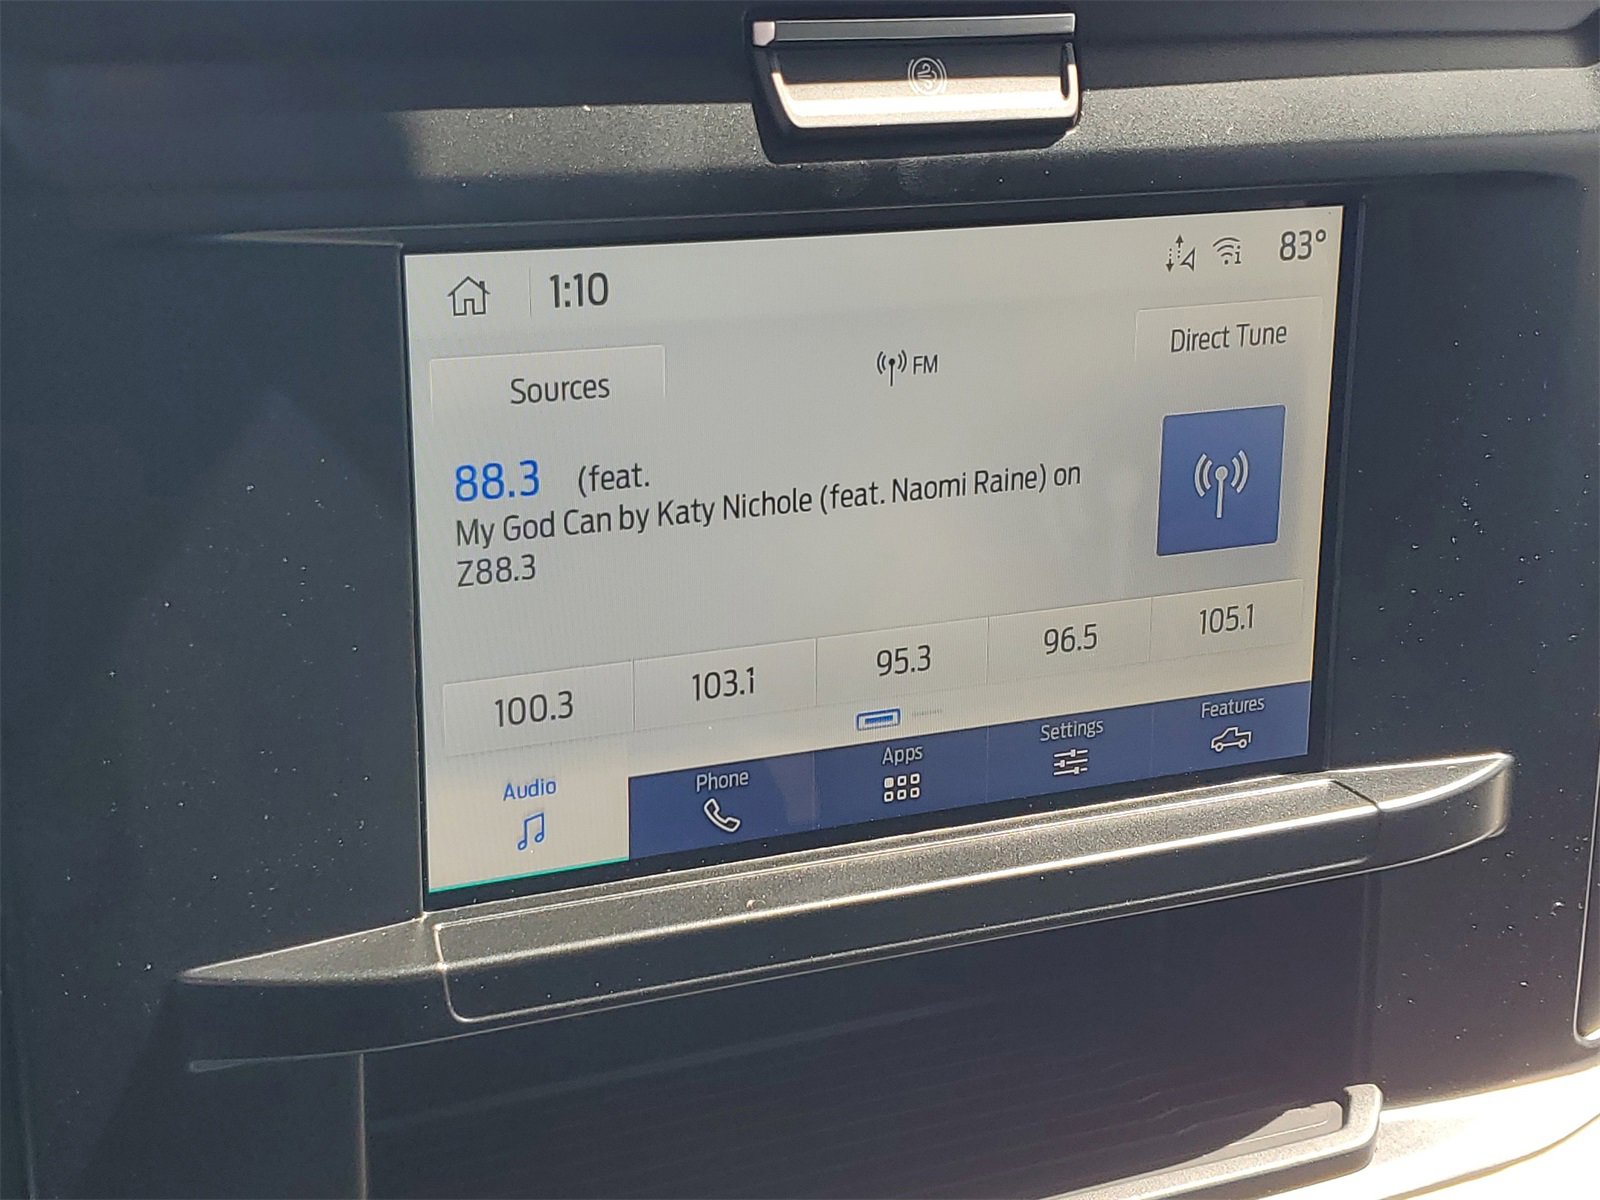 1:10
83°
Sources
FM
Direct Tune
88.3 (feat.
My God Can by Katy Nichole (feat. Naomi Raine) on
Z88.3
100.3
103.1
95.3
96.5
105.1
Audio
Phone
Apps
Settings
Features